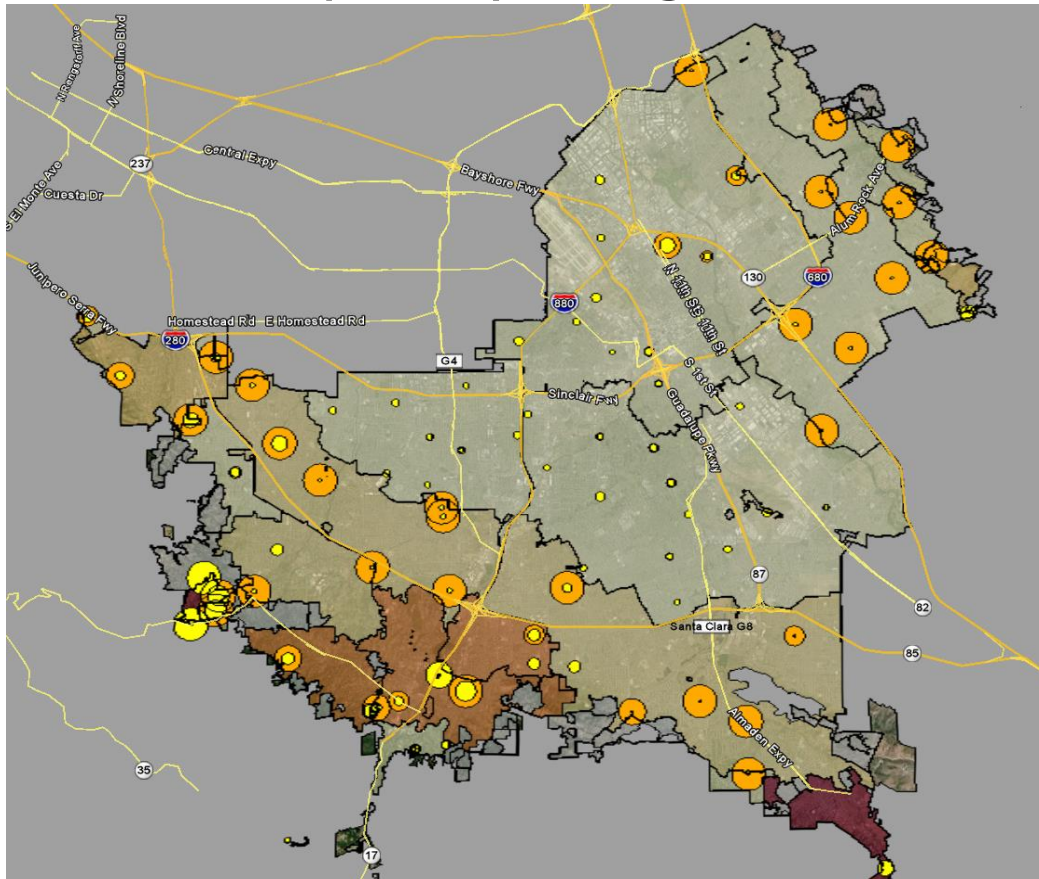 N Rengstorff Ave
N Shoreline Blvd
237
Central Expy
Cuesta Dr
S El Monte Ave
Bayshore Fwy
Alum Rock Ave
130
680
880
N 11th St
S 1st St
Junipero Serra Fwy
Homestead Rd
E Homestead Rd
280
G4
Sinclair Fwy
Guadalupe Pkwy
87
82
Santa Clara G8
85
Almaden Expy
35
17